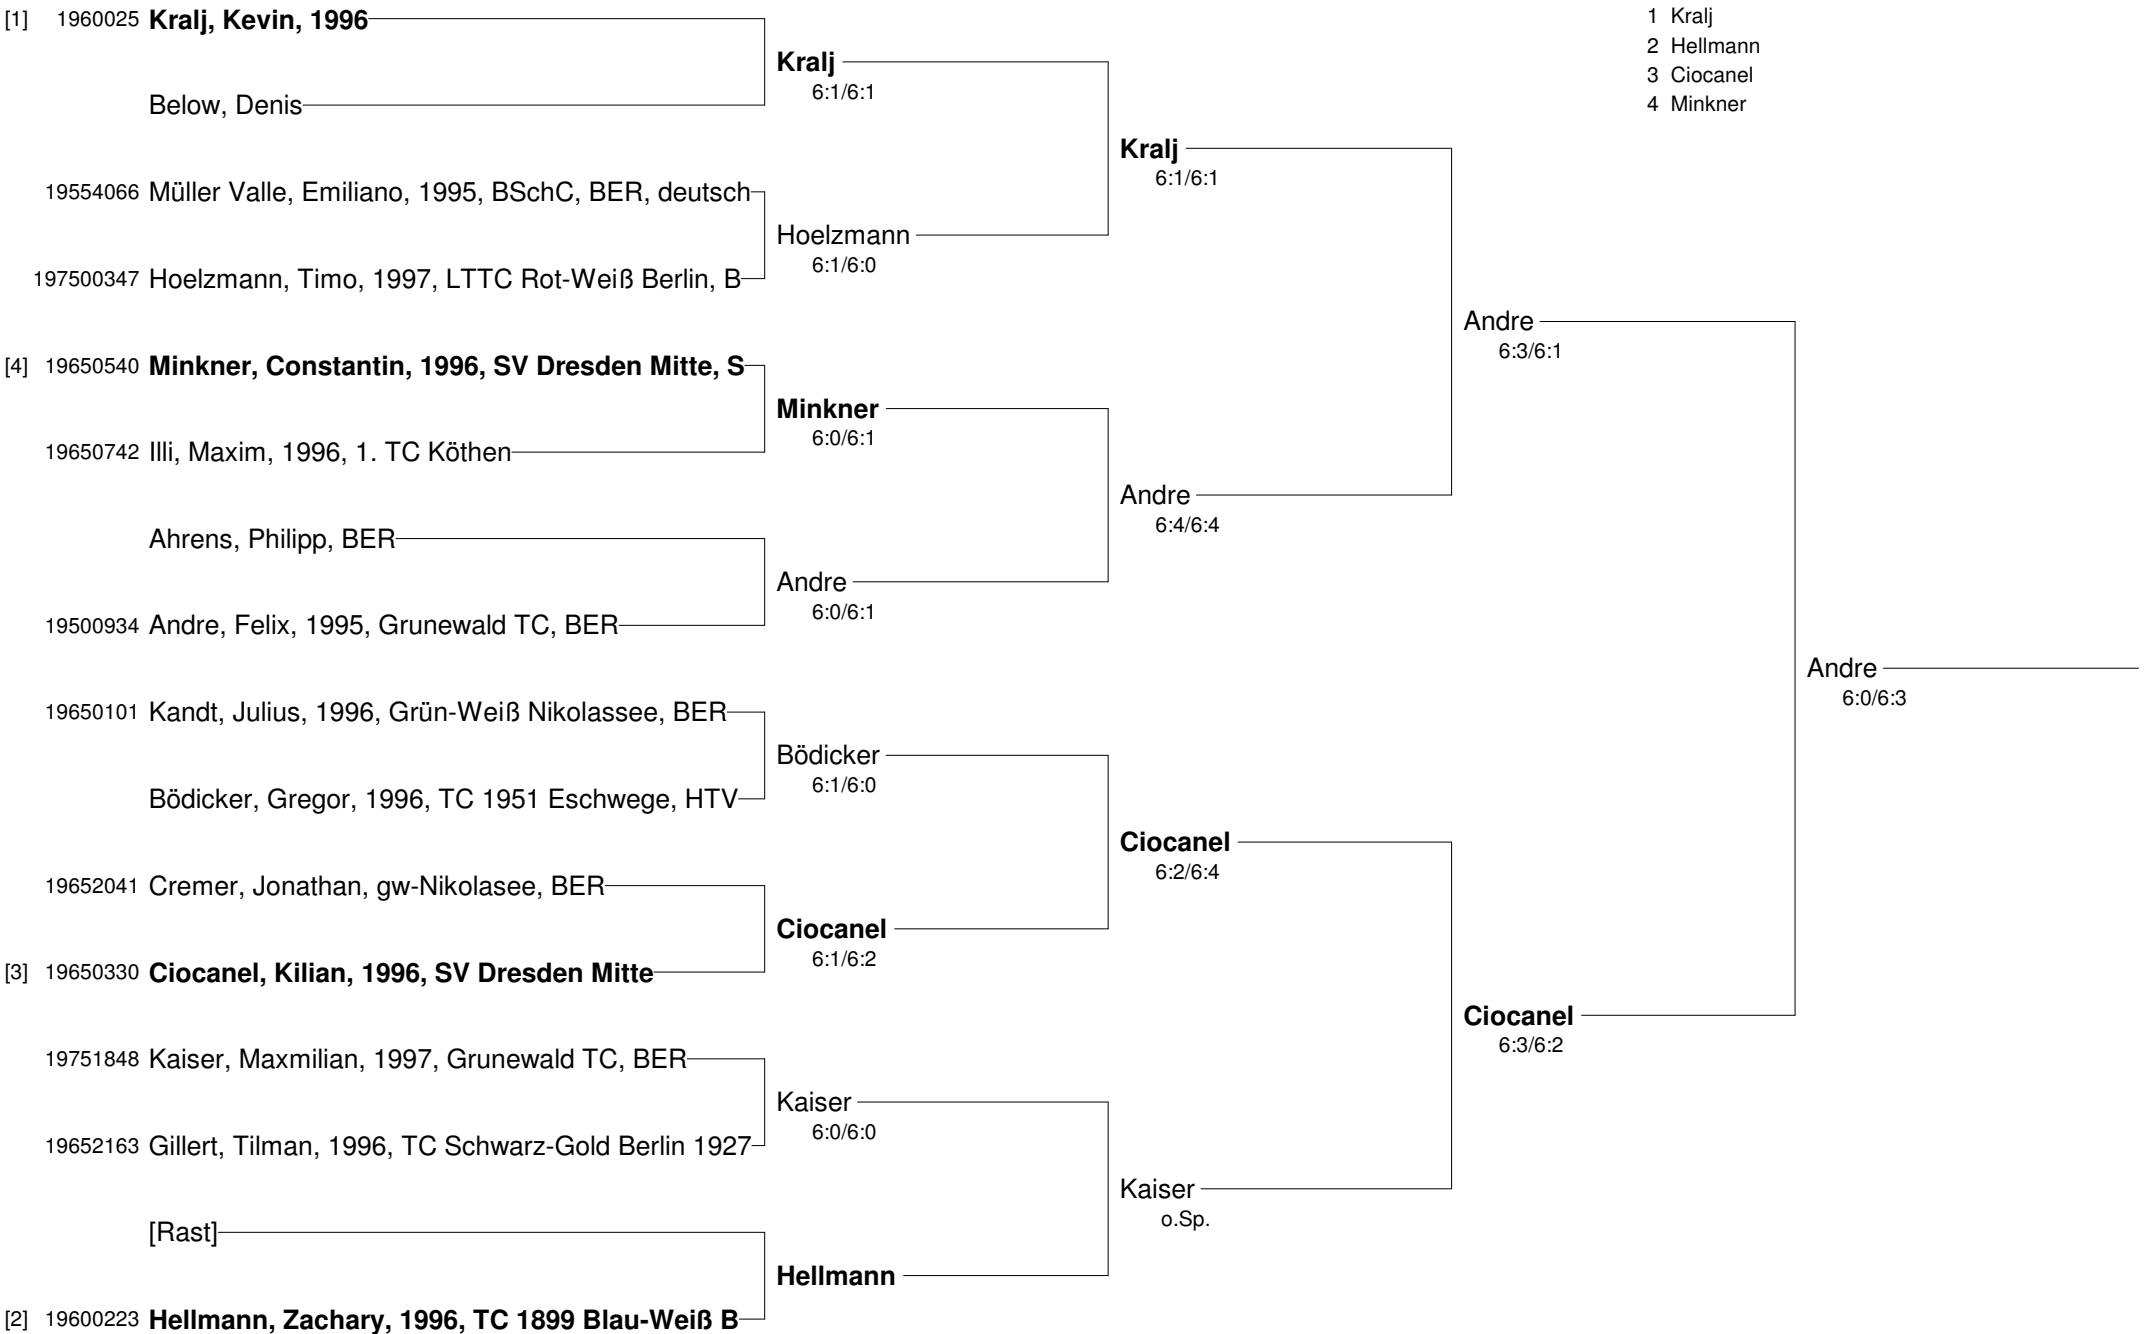 [1] 1960025 Kralj, Kevin, 1996
1 Kralj
2 Hellmann
3 Ciocanel
4 Minkner
Kralj
6:1/6:1
Below, Denis
Kralj
6:1/6:1
19554066 Müller Valle, Emiliano, 1995, BSchC, BER, deutsch
Hoelzmann
6:1/6:0
197500347 Hoelzmann, Timo, 1997, LTTC Rot-Weiß Berlin, B
Andre
6:3/6:1
[4] 19650540 Minkner, Constantin, 1996, SV Dresden Mitte, S
Minkner
6:0/6:1
19650742 Illi, Maxim, 1996, 1. TC Köthen
Andre
6:4/6:4
Ahrens, Philipp, BER
Andre
6:0/6:1
19500934 Andre, Felix, 1995, Grunewald TC, BER
Andre
6:0/6:3
19650101 Kandt, Julius, 1996, Grün-Weiß Nikolassee, BER
Bödicker
6:1/6:0
Bödicker, Gregor, 1996, TC 1951 Eschwege, HTV
Ciocanel
6:2/6:4
19652041 Cremer, Jonathan, gw-Nikolasee, BER
Ciocanel
6:1/6:2
[3] 19650330 Ciocanel, Kilian, 1996, SV Dresden Mitte
Ciocanel
6:3/6:2
19751848 Kaiser, Maxmilian, 1997, Grunewald TC, BER
Kaiser
6:0/6:0
19652163 Gillert, Tilman, 1996, TC Schwarz-Gold Berlin 1927
Kaiser
o.Sp.
[Rast]
Hellmann
[2] 19600223 Hellmann, Zachary, 1996, TC 1899 Blau-Weiß B